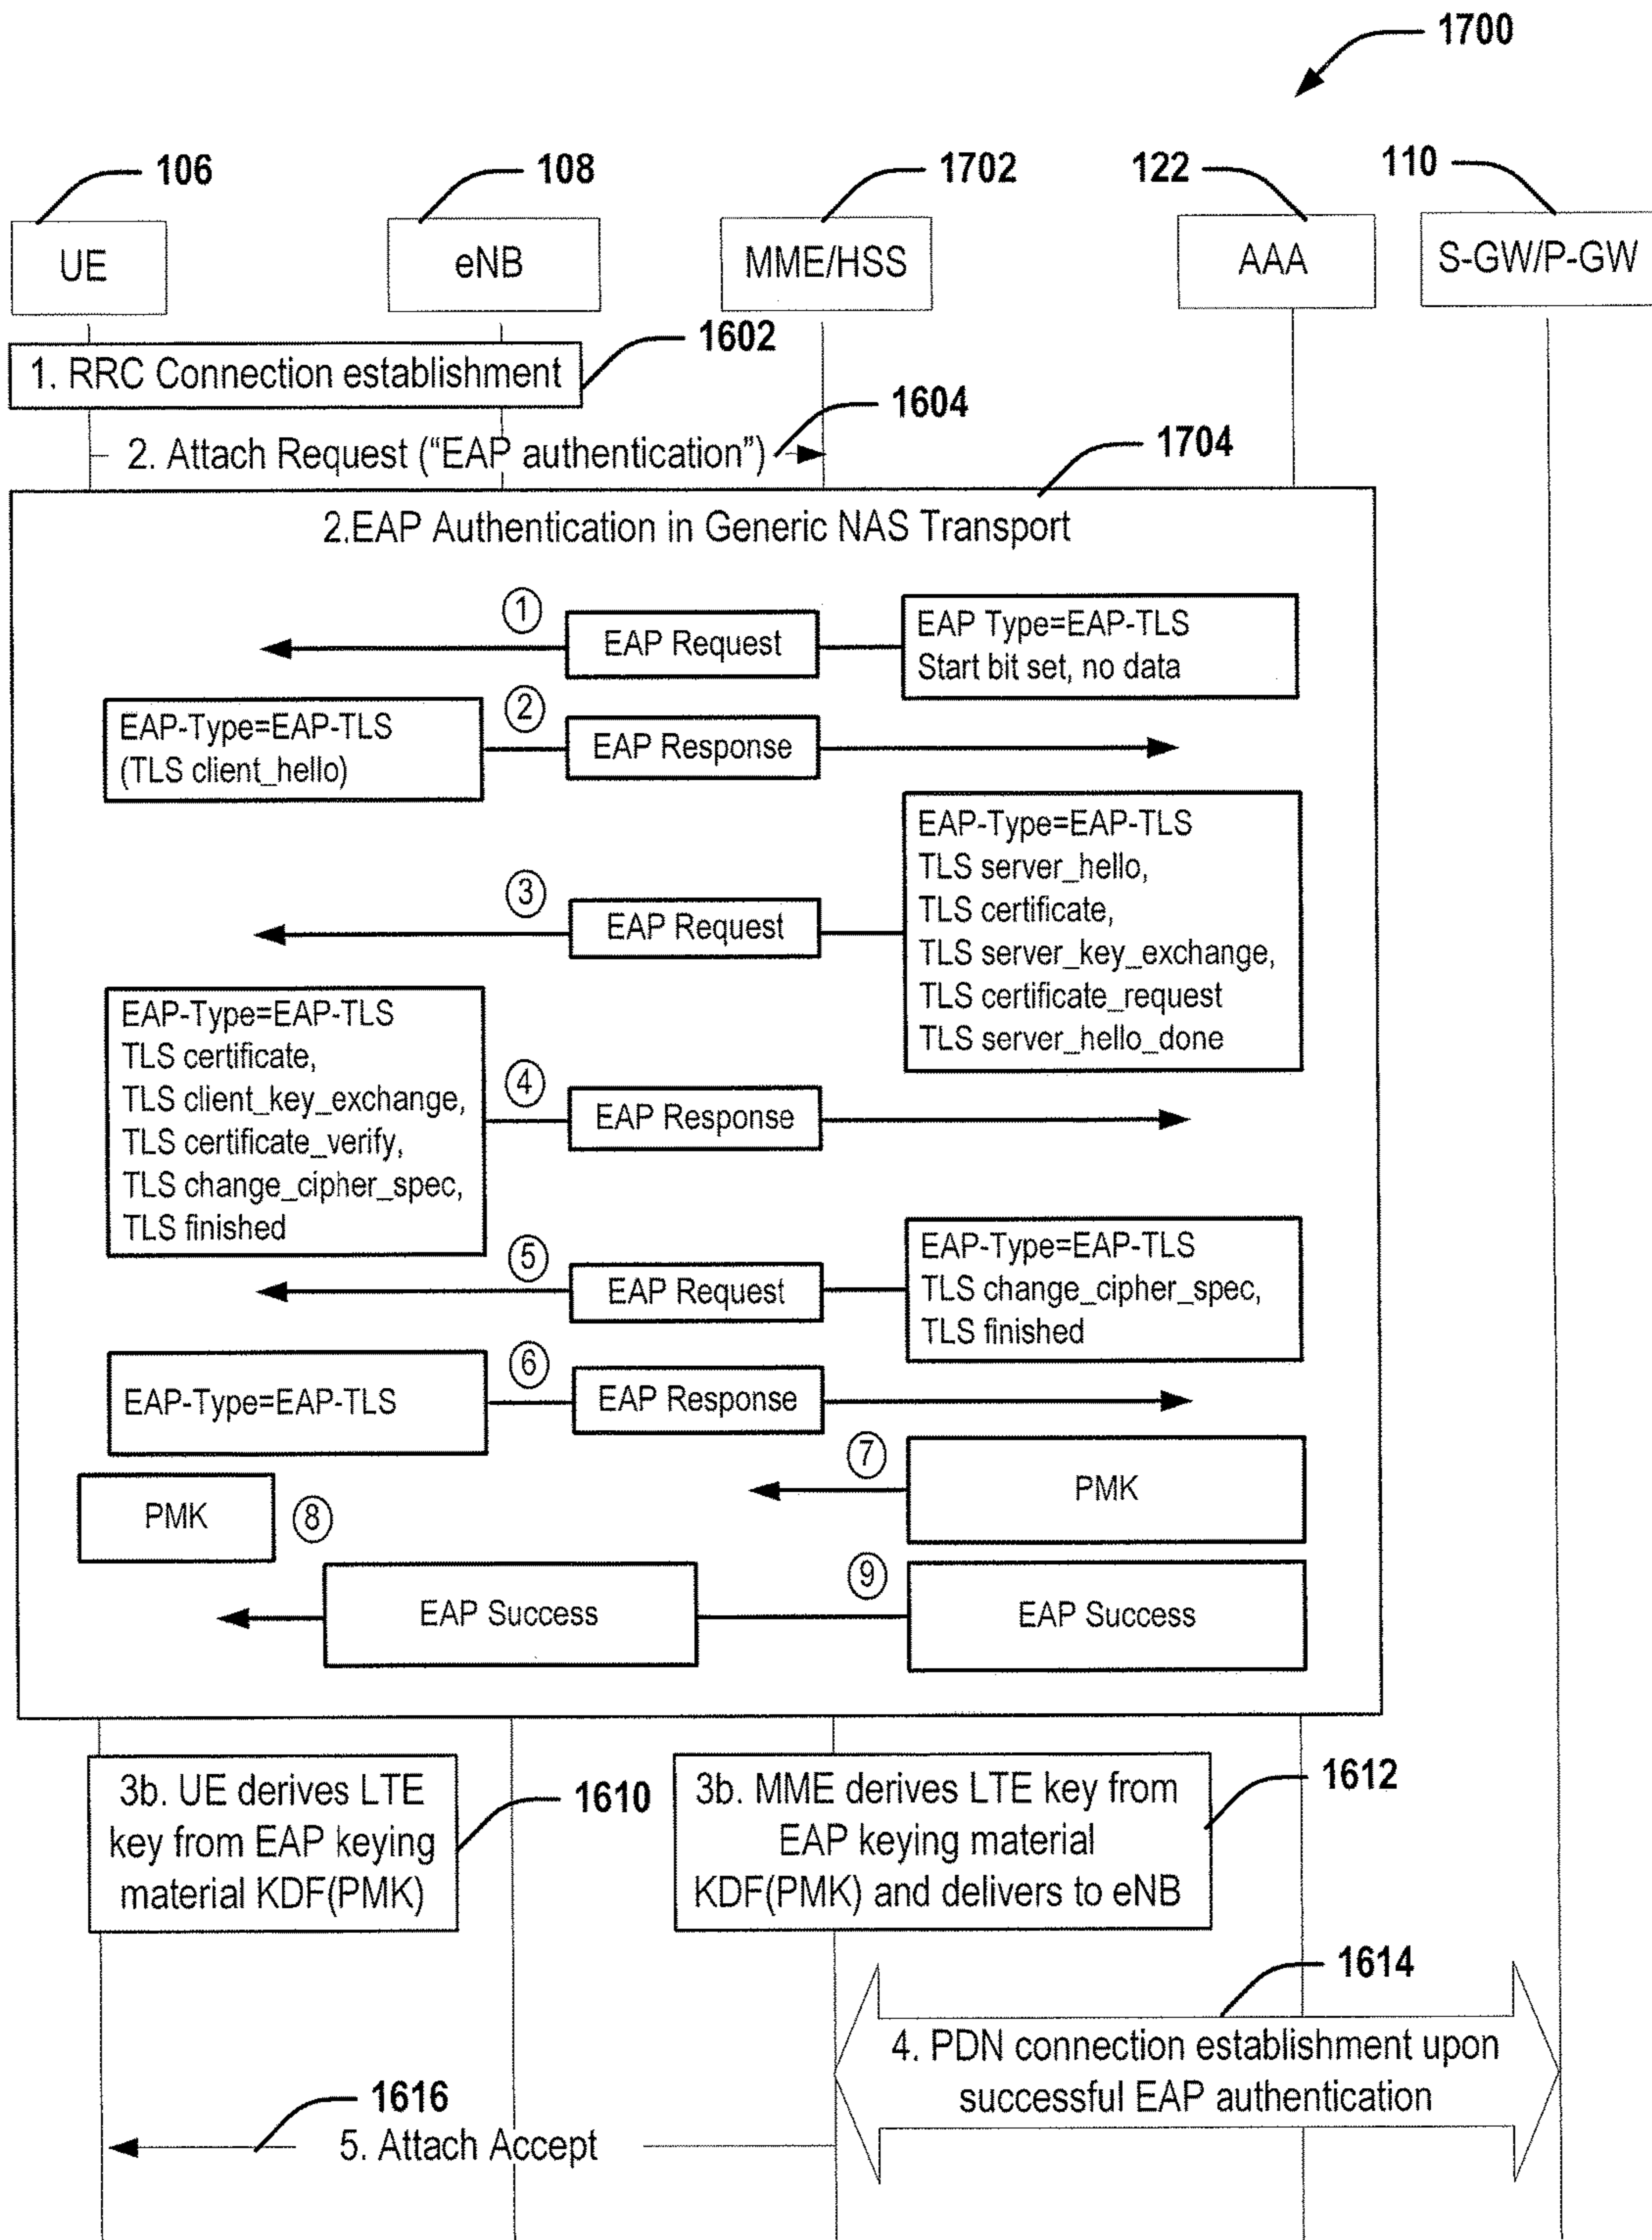 1700
106
108
1702
122
110
UE
eNB
MME/HSS
AAA
S-GW/P-GW
1602
1. RRC Connection establishment
1604
2. Attach Request (“EAP authentication”)
1704
2.EAP Authentication in Generic NAS Transport
1
EAP Request
EAP Type=EAP-TLS
Start bit set, no data
EAP-Type=EAP-TLS
(TLS client_hello)
2
EAP Response
3
EAP Request
EAP-Type=EAP-TLS
TLS server_hello,
TLS certificate,
TLS server_key_exchange,
TLS certificate_request
TLS server_hello_done
EAP-Type=EAP-TLS
TLS certificate,
TLS client_key_exchange,
TLS certificate_verify,
TLS change_cipher_spec,
TLS finished
4
EAP Response
5
EAP Request
EAP-Type=EAP-TLS
TLS change_cipher_spec,
TLS finished
EAP-Type=EAP-TLS
6
EAP Response
7
PMK
PMK
8
EAP Success
9
EAP Success
3b. UE derives LTE
key from EAP keying
material KDF(PMK)
1610
3b. MME derives LTE key from
EAP keying material
KDF(PMK) and delivers to eNB
1612
1614
4. PDN connection establishment upon
successful EAP authentication
1616
5. Attach Accept